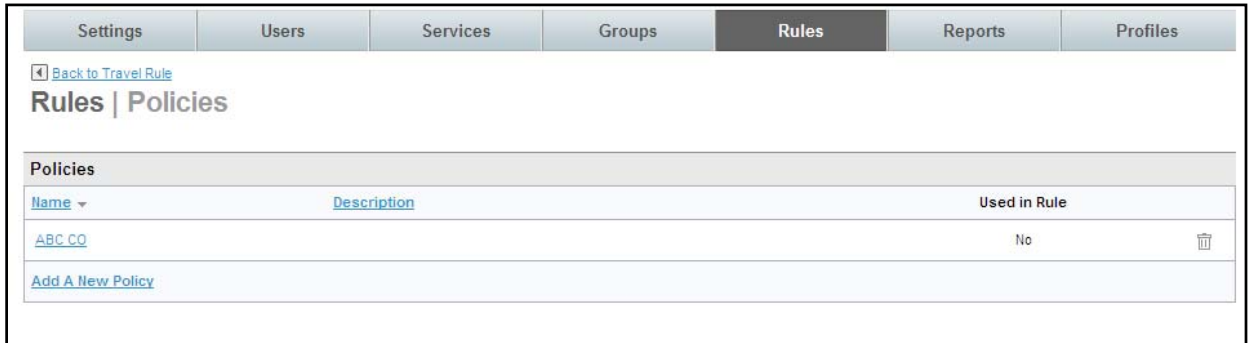 Settings Users Services Groups Rules Reports Profiles
Back to Travel Rule
Rules | Policies
Policies
Name Description Used in Rule
ABC CO No
Add A New Policy